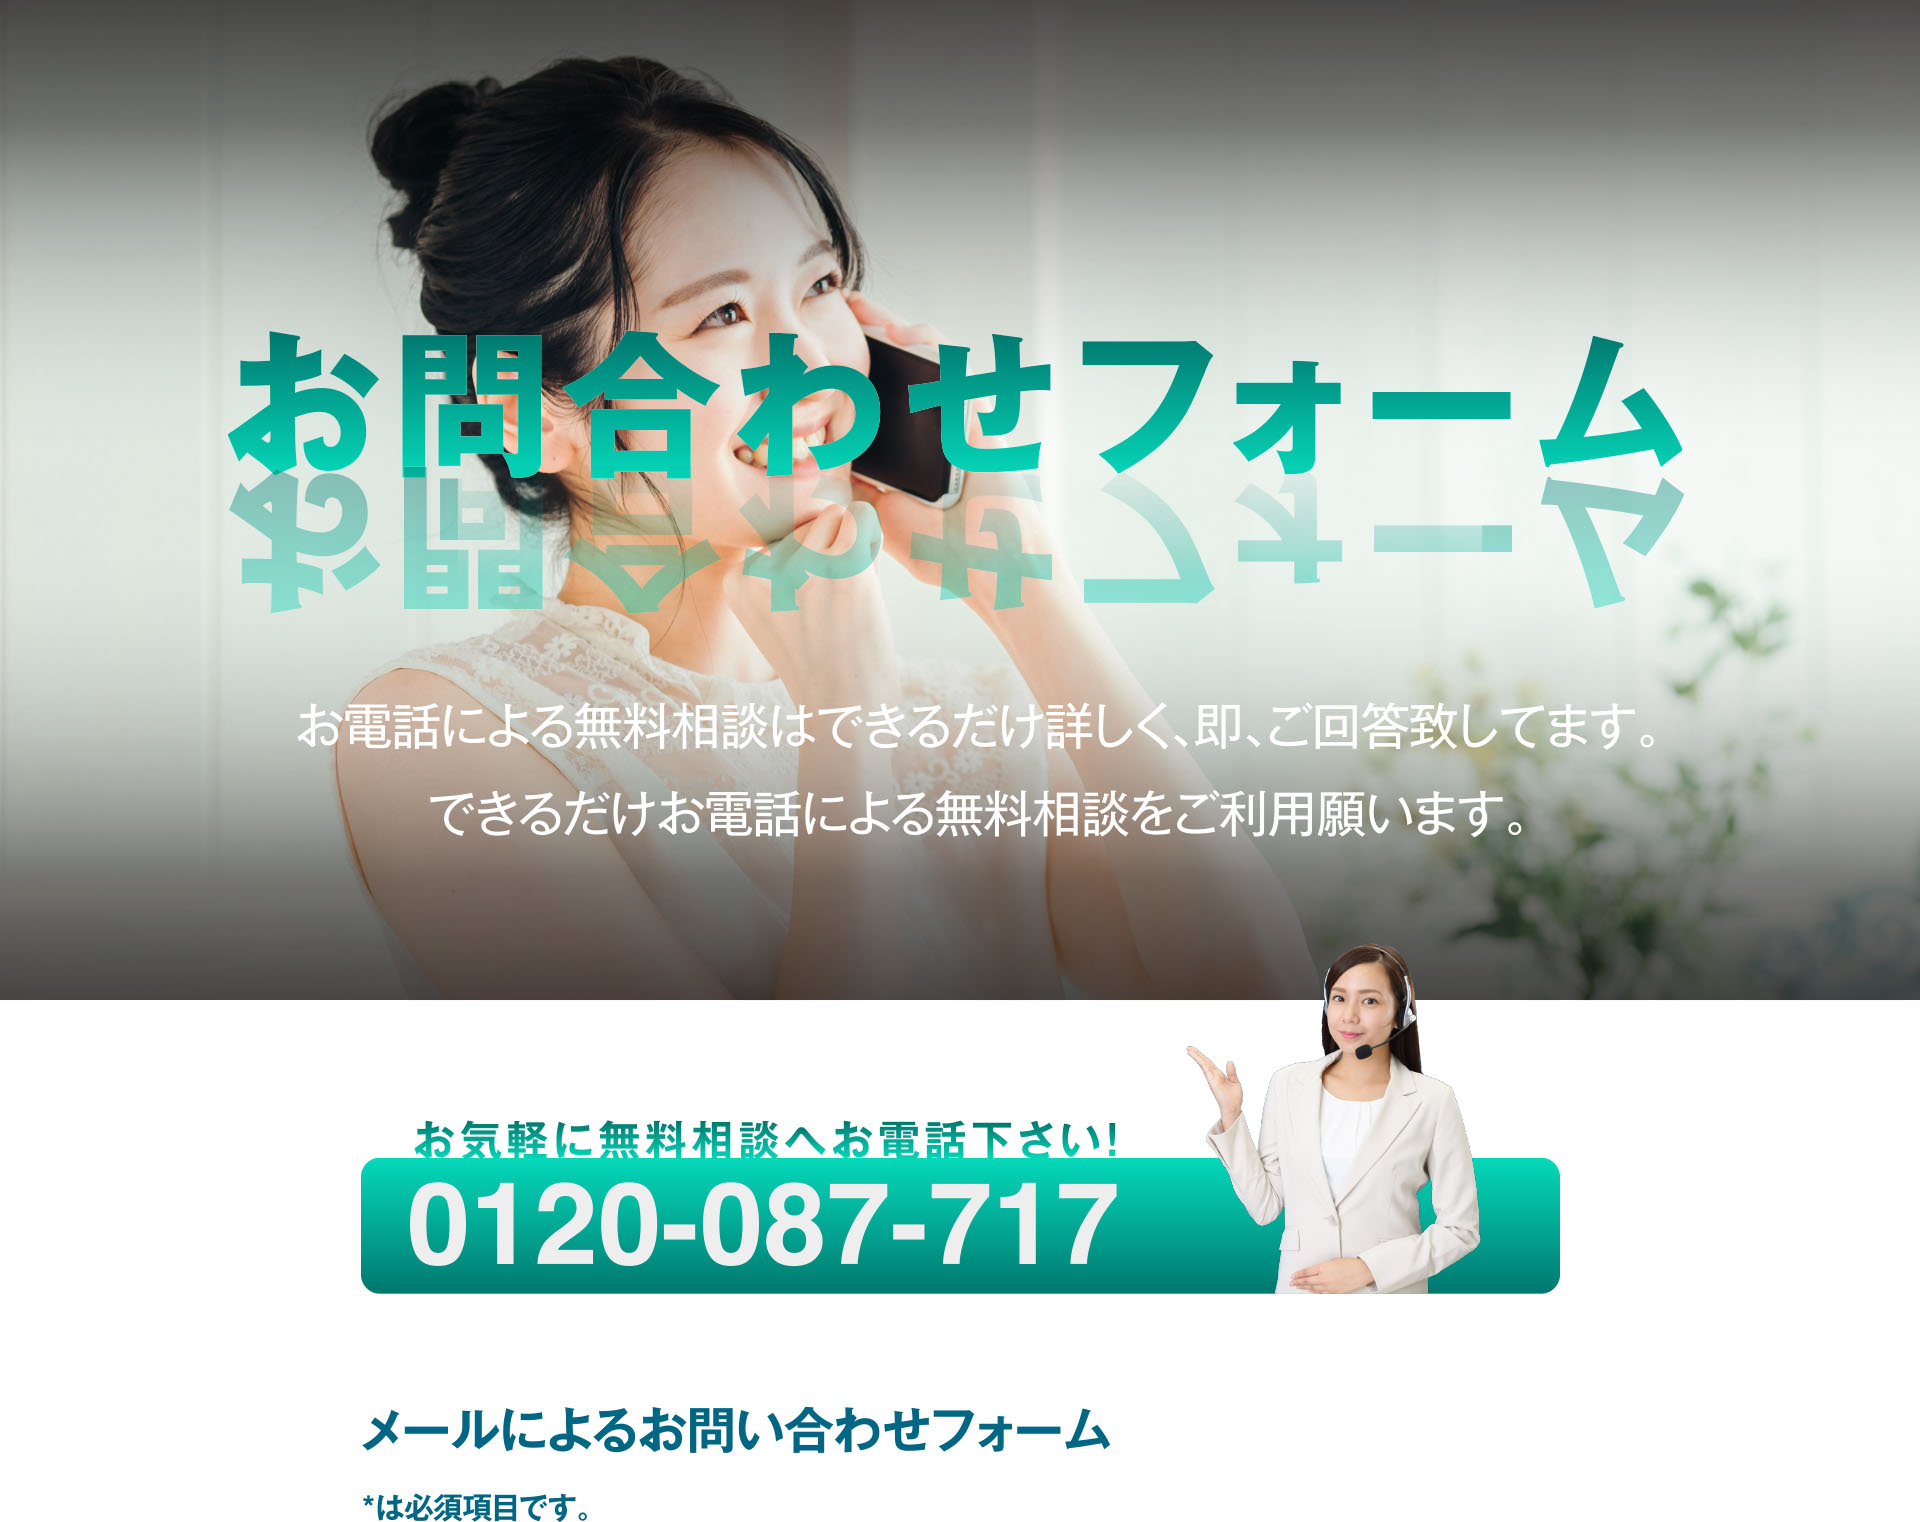 お問合わせフォーム
お電話による無料相談はできるだけ詳しく、即、ご回答致してます。
できるだけお電話による無料相談をご利用願います。
お気軽に無料相談へお電話下さい!
0120-087-717
メールによるお問い合わせフォーム
*は必須項目です。